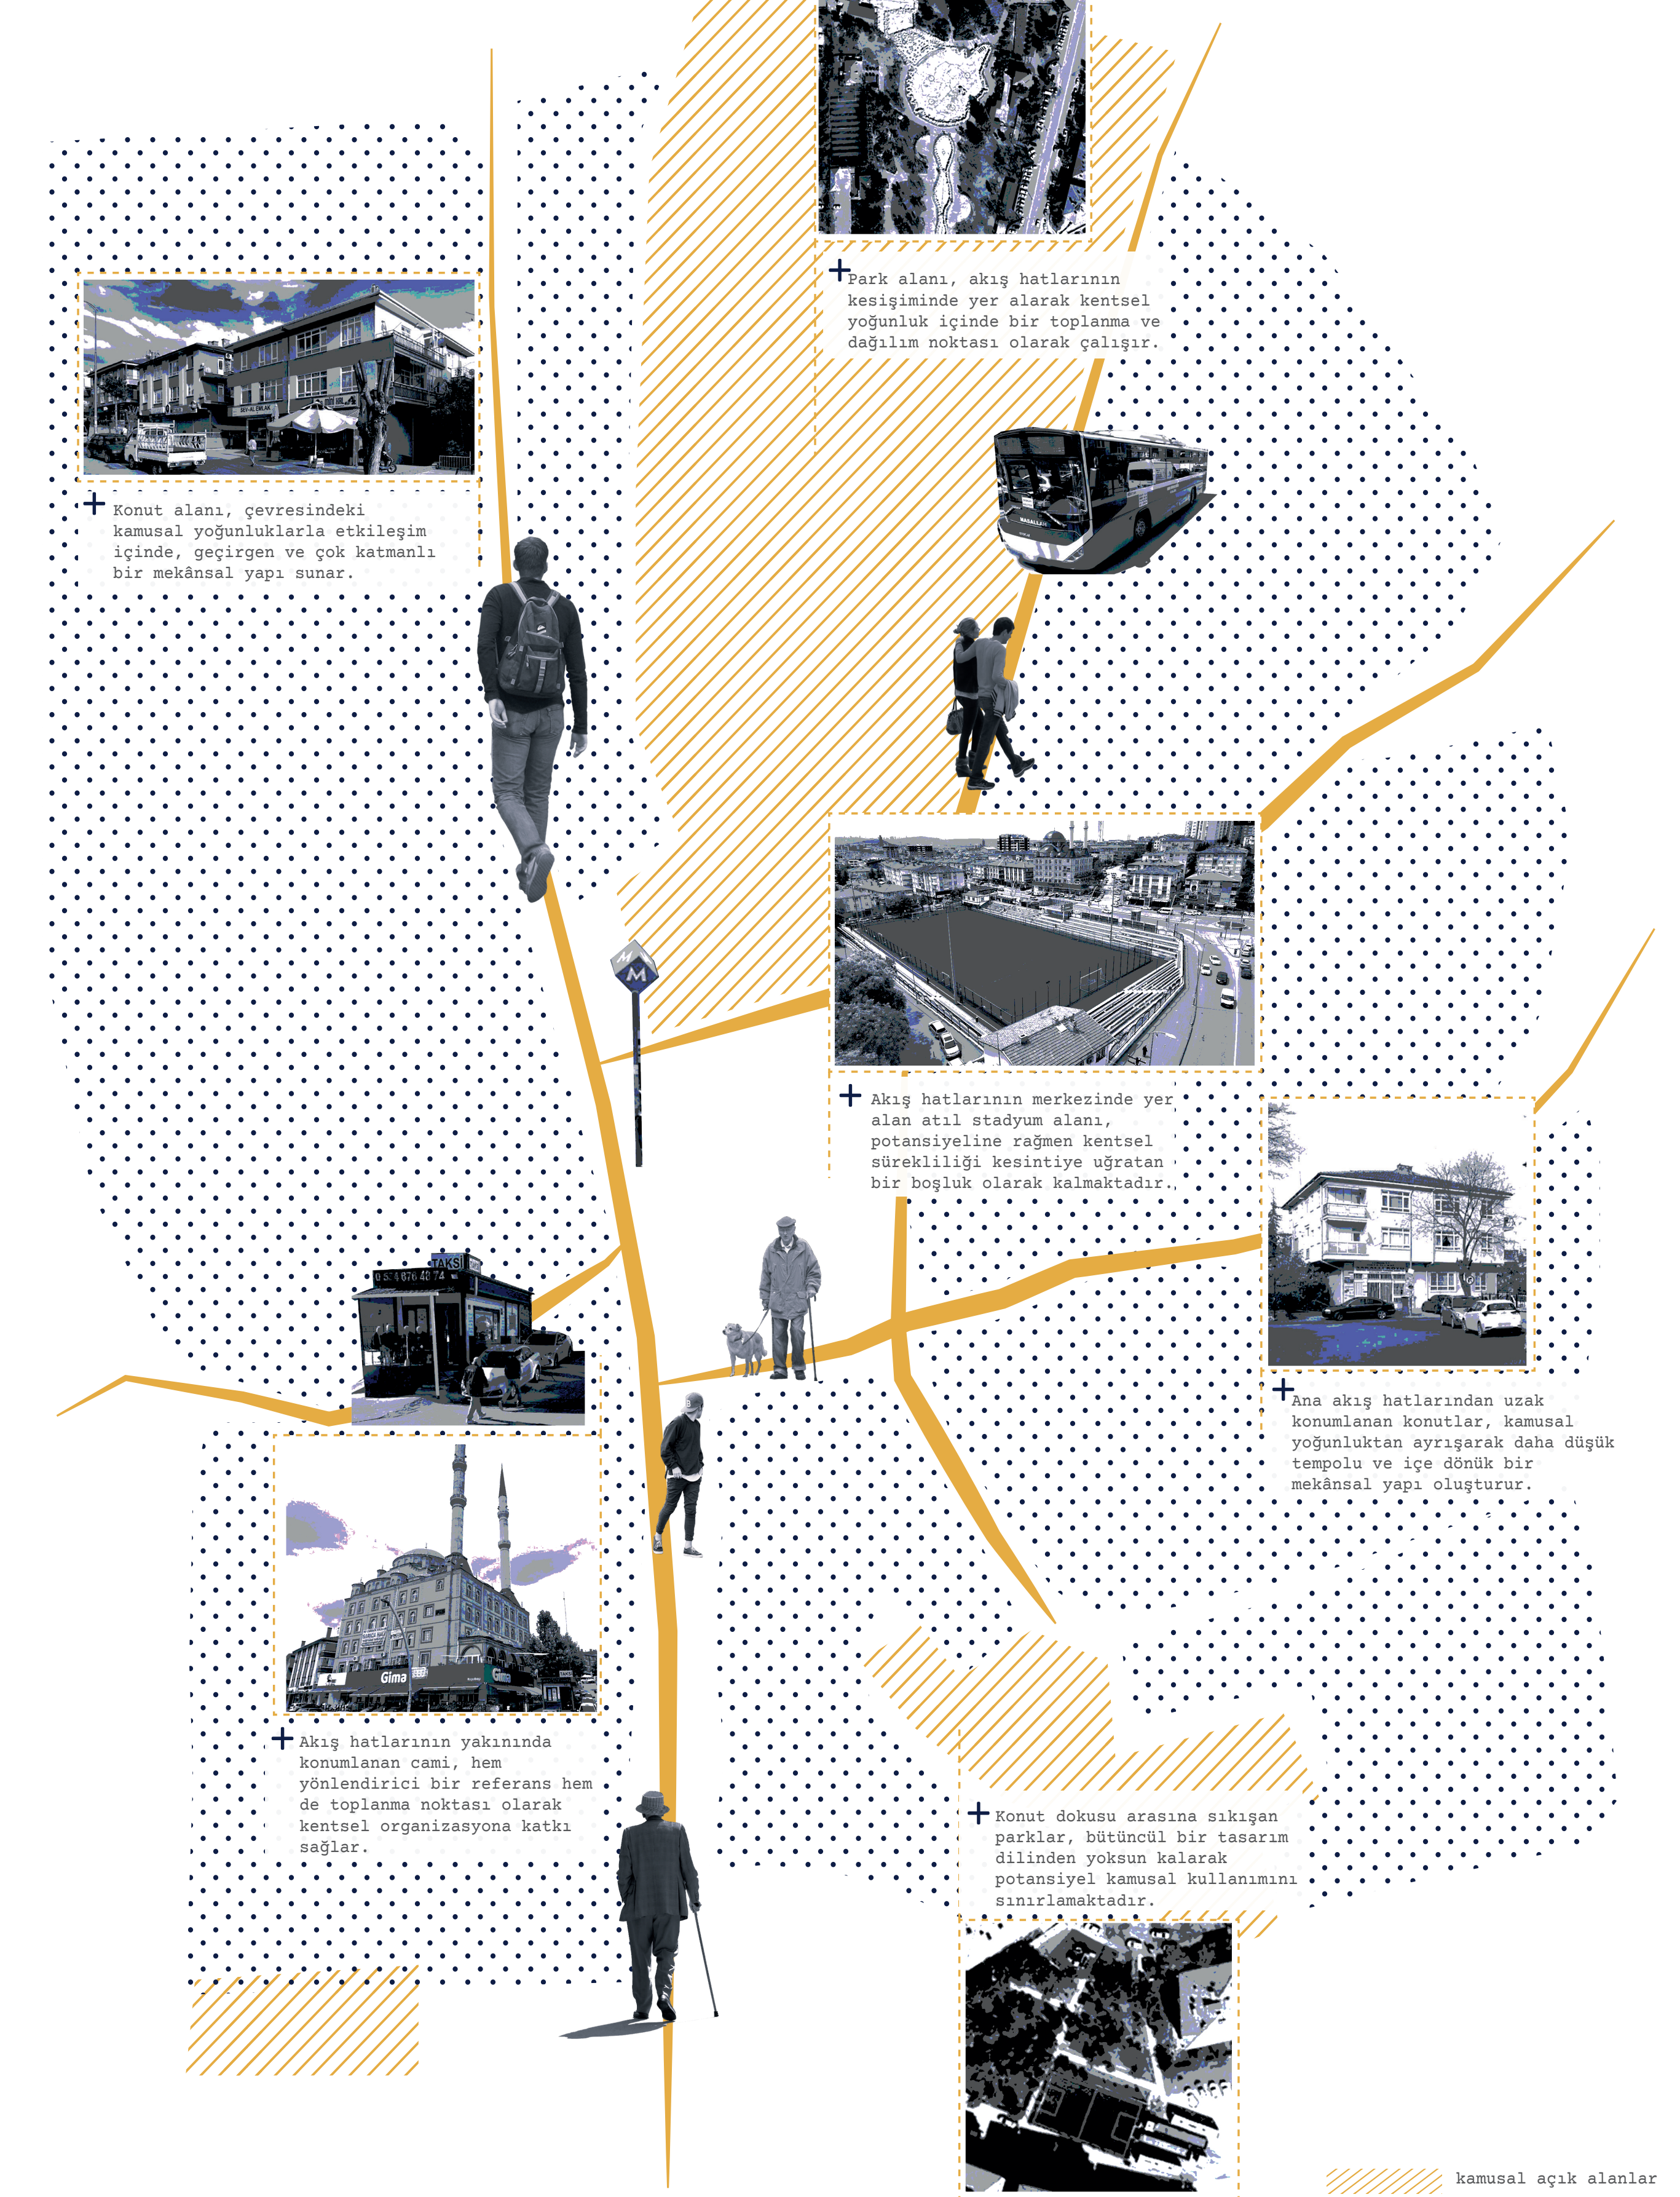 Park alanı, akış hatlarının
kesişiminde yer alarak kentsel
yoğunluk içinde bir toplanma ve
dağılım noktası olarak çalışır.
SEV-AL EMLAK
Konut alanı, çevresindeki
kamusal yoğunluklarla etkileşim
içinde, geçirgen ve çok katmanlı
bir mekânsal yapı sunar.
M
M
Akış hatlarının merkezinde yer
alan atıl stadyum alanı,
potansiyeline rağmen kentsel
sürekliliği kesintiye uğratan
bir boşluk olarak kalmaktadır.
TAKSİ
Ana akış hatlarından uzak
konumlanan konutlar, kamusal
yoğunluktan ayrışarak daha düşük
tempolu ve içe dönük bir
mekânsal yapı oluşturur.
Gima
Gima
TAKSİ
Akış hatlarının yakınında
konumlanan cami, hem
yönlendirici bir referans hem
de toplanma noktası olarak
kentsel organizasyona katkı
sağlar.
Konut dokusu arasına sıkışan
parklar, bütüncül bir tasarım
dilinden yoksun kalarak
potansiyel kamusal kullanımını
sınırlamaktadır.
kamusal açık alanlar